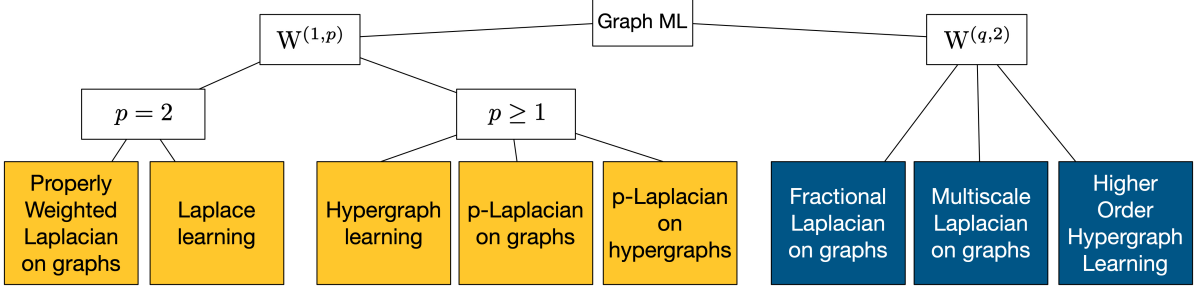 Graph ML
W^{(1,p)}
W^{(q,2)}
p = 2
p ≥ 1
Properly
Weighted
Laplacian
on graphs
Laplace
learning
Hypergraph
learning
p-Laplacian
on graphs
p-Laplacian
on
hypergraphs
Fractional
Laplacian
on graphs
Multiscale
Laplacian
on graphs
Higher
Order
Hypergraph
Learning